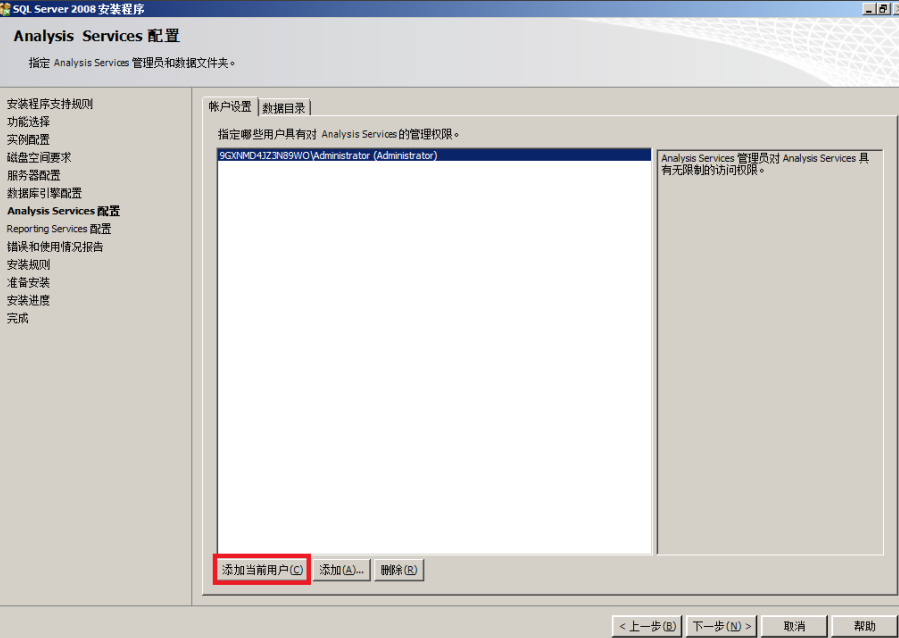 SQL Server 2008 安装程序
Analysis Services 配置
指定 Analysis Services 管理员和数据文件夹。
安装程序支持规则
功能选择
实例配置
磁盘空间要求
服务器配置
数据库引擎配置
Analysis Services 配置
Reporting Services 配置
错误和使用情况报告
安装规则
准备安装
安装进度
完成
帐户设置 数据目录
指定哪些用户具有对 Analysis Services 的管理权限。
9GXNMD4JZ3N89WO\Administrator (Administrator)
Analysis Services 管理员对 Analysis Services 具
有无限制的访问权限。
添加当前用户(C) 添加(A)... 删除(R)
< 上一步(B) 下一步(N) > 取消 帮助